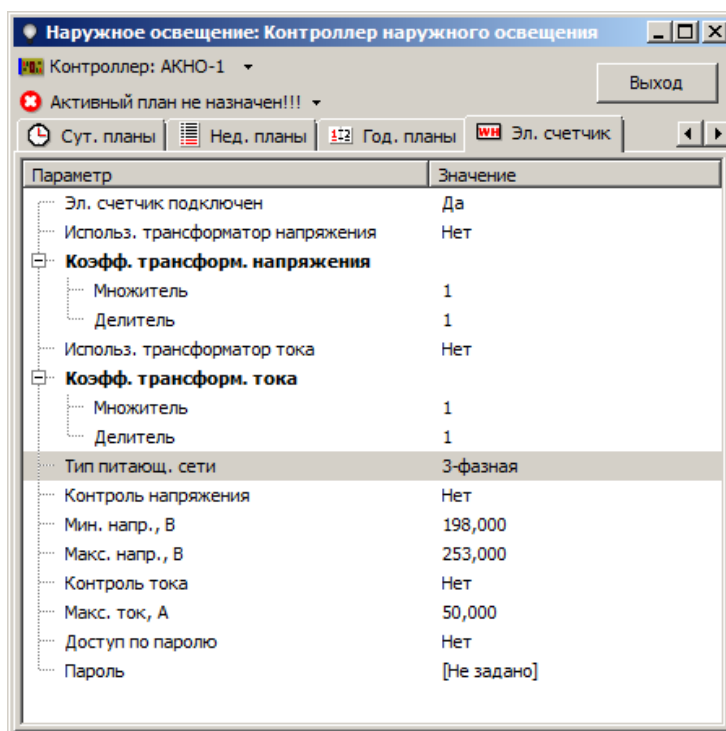 Наружное освещение: Контроллер наружного освещения
Контроллер: АКНО-1
Выход
Активный план не назначен!!!
Сут. планы Нед. планы Год. планы Эл. счетчик
Параметр Значение
Эл. счетчик подключен Да
Использ. трансформатор напряжения Нет
Коэфф. трансформ. напряжения
Множитель 1
Делитель 1
Использ. трансформатор тока Нет
Коэфф. трансформ. тока
Множитель 1
Делитель 1
Тип питающ. сети 3-фазная
Контроль напряжения Нет
Мин. напр., В 198,000
Макс. напр., В 253,000
Контроль тока Нет
Макс. ток, А 50,000
Доступ по паролю Нет
Пароль [Не задано]